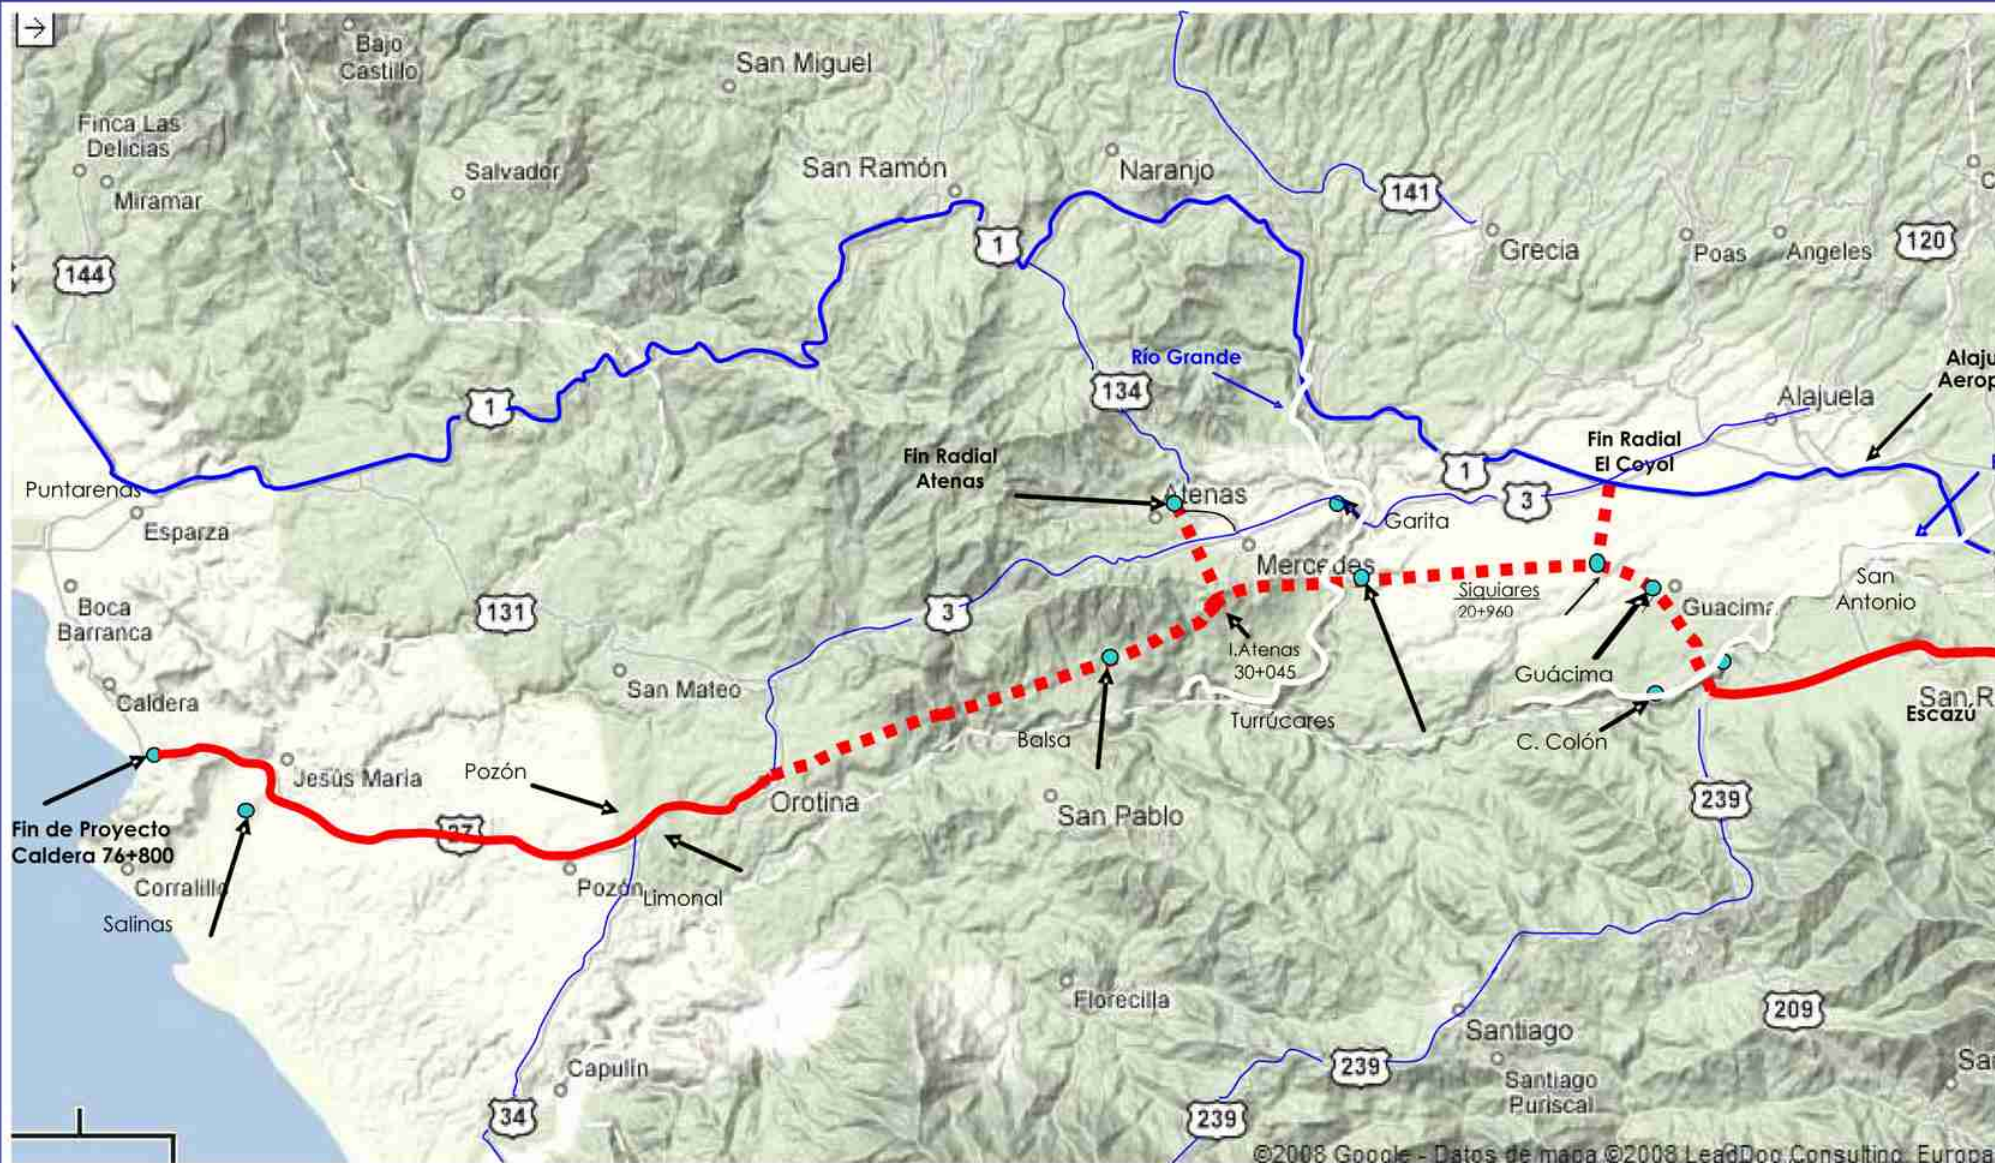 Bajo
Castillo
San Miguel
Finca Las
Delicias
Miramar
Salvador
San Ramón
Naranjo
141
Grecia
Poas
Angeles
120
144
1
Río Grande
134
Alajuela
1
Fin Radial
El Coyol
Fin Radial
Atenas
1
Puntarenas
Esparza
Atenas
3
Garita
Mercedes
Siquiares
20+960
San
Antonio
Guacima
Boca
Barranca
131
3
I.Atenas
30+045
Guácima
San Mateo
Caldera
Turrúcares
Escazú
Balsa
C. Colón
Jesús Maria
Pozón
Orotina
San Pablo
239
Fin de Proyecto
Caldera 76+800
27
Corralillo
Pozón
Limonal
Salinas
Florecilla
209
Santiago
Capulín
239
Santiago
Puriscal
34
239
©2008 Google - Datos de mapa ©2008 LeadDog Consulting, Europa